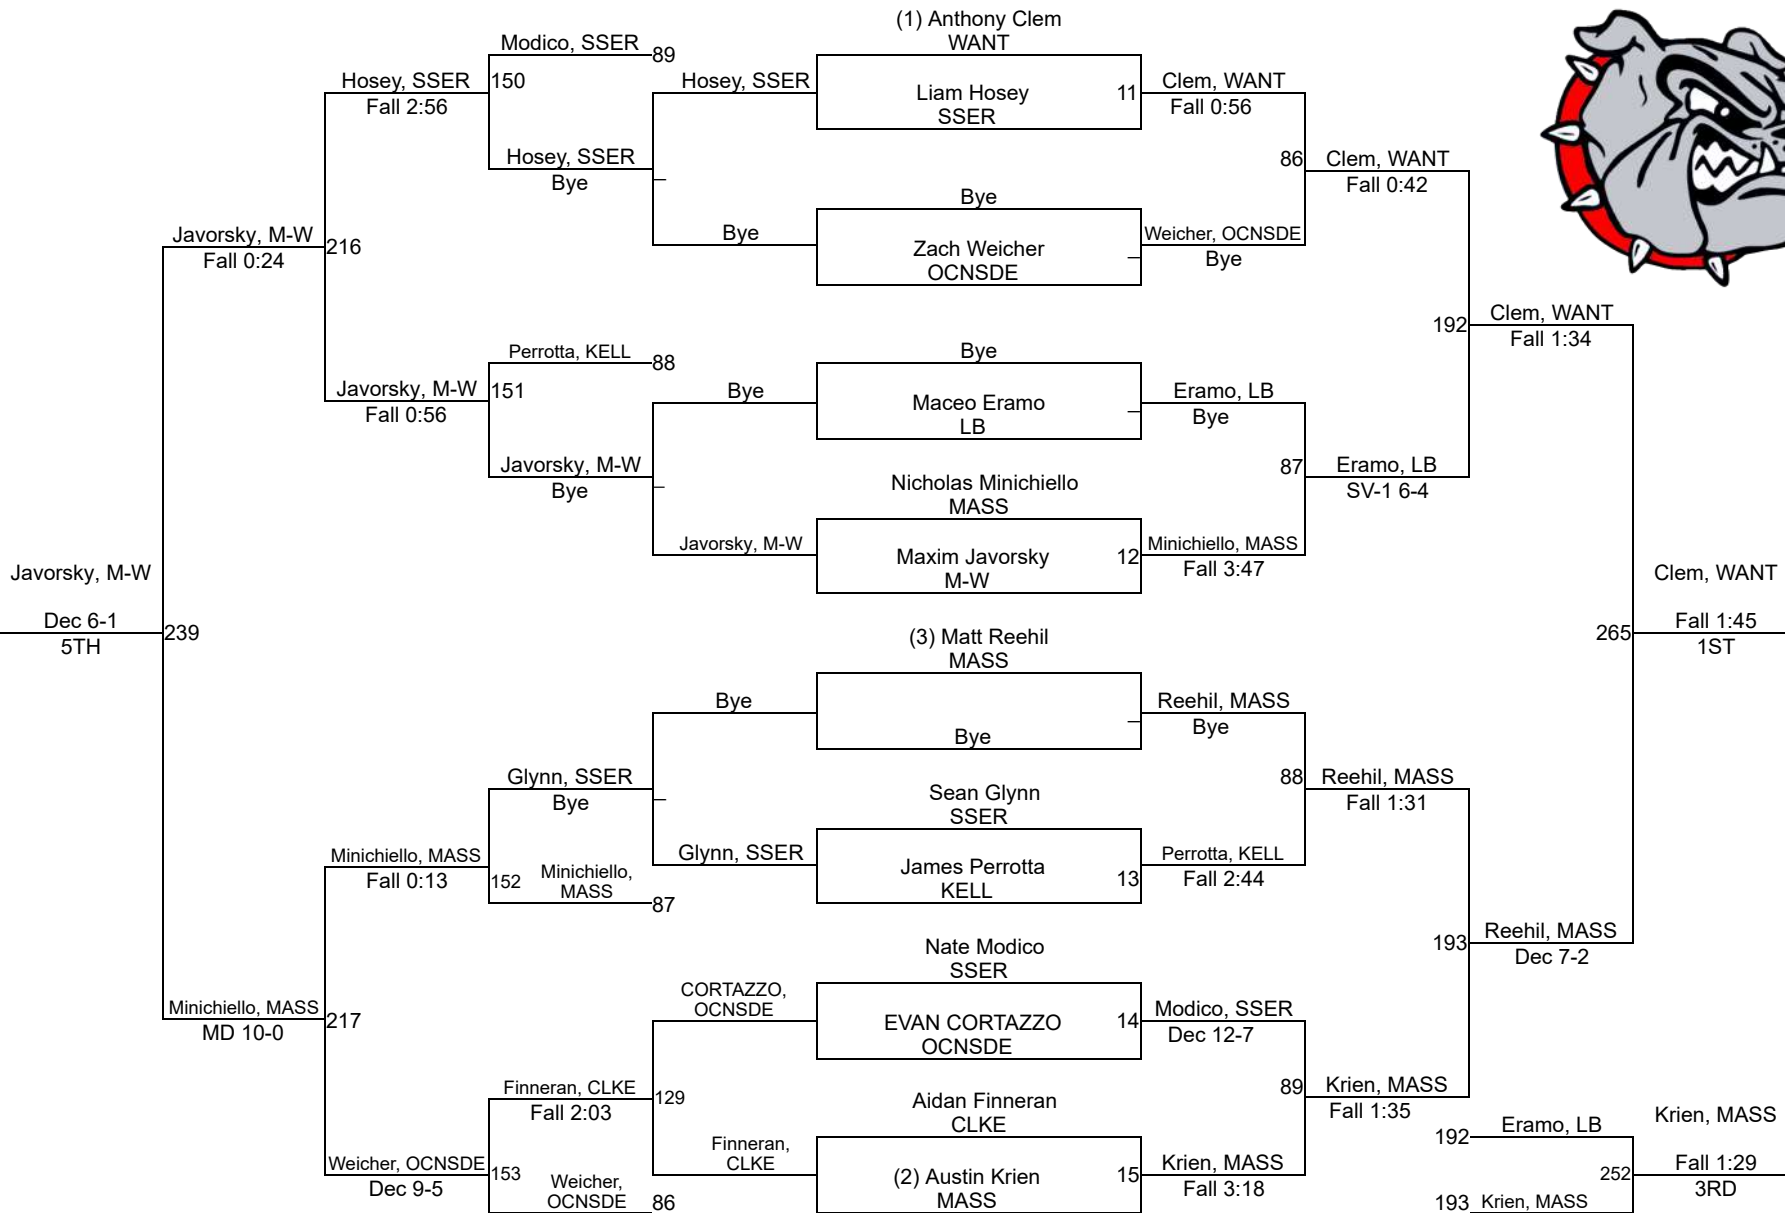 (1) Anthony Clem
WANT
Modico, SSER
89
Hosey, SSER
150
Hosey, SSER
Liam Hosey
11
Clem, WANT
Fall 2:56
SSER
Fall 0:56
Hosey, SSER
86
Clem, WANT
Bye
_
Fall 0:42
Bye
Javorsky, M-W
216
Bye
Zach Weicher
_
Weicher, OCNSDE
Fall 0:24
OCNSDE
Bye
192
Clem, WANT
Fall 1:34
Perrotta, KELL
88
Bye
Javorsky, M-W
151
Bye
Maceo Eramo
_
Eramo, LB
Fall 0:56
LB
Bye
Javorsky, M-W
87
Eramo, LB
Bye
_
SV-1 6-4
Nicholas Minichiello
MASS
Javorsky, M-W
Maxim Javorsky
12
Minichiello, MASS
M-W
Fall 3:47
Javorsky, M-W
Clem, WANT
Dec 6-1
239
265
Fall 1:45
5TH
1ST
(3) Matt Reehil
MASS
Bye
_
Reehil, MASS
Bye
Bye
Glynn, SSER
88
Reehil, MASS
Bye
_
Fall 1:31
Sean Glynn
SSER
Minichiello, MASS
Glynn, SSER
James Perrotta
13
Perrotta, KELL
Fall 0:13
KELL
Fall 2:44
152
Minichiello,
MASS
87
193
Reehil, MASS
Dec 7-2
Nate Modico
SSER
Minichiello, MASS
217
CORTAZZO,
OCNSDE
EVAN CORTAZZO
14
Modico, SSER
MD 10-0
OCNSDE
Dec 12-7
Finneran, CLKE
129
89
Krien, MASS
Fall 2:03
Fall 1:35
Aidan Finneran
CLKE
Weicher, OCNSDE
153
Finneran,
CLKE
(2) Austin Krien
15
Krien, MASS
Dec 9-5
MASS
Fall 3:18
Weicher,
OCNSDE
86
192
Eramo, LB
Krien, MASS
252
Fall 1:29
193
Krien, MASS
3RD